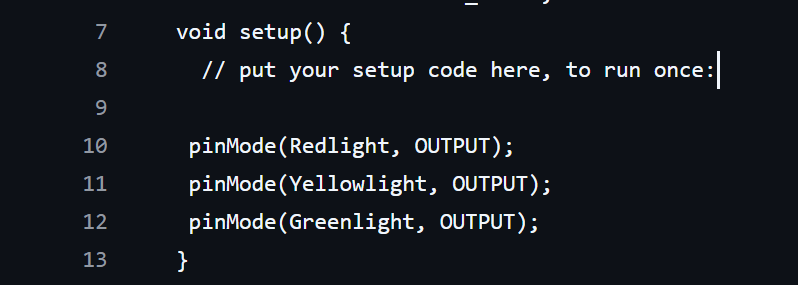 7 void setup() {
8 // put your setup code here, to run once:
9
10 pinMode(Redlight, OUTPUT);
11 pinMode(Yellowlight, OUTPUT);
12 pinMode(Greenlight, OUTPUT);
13 }